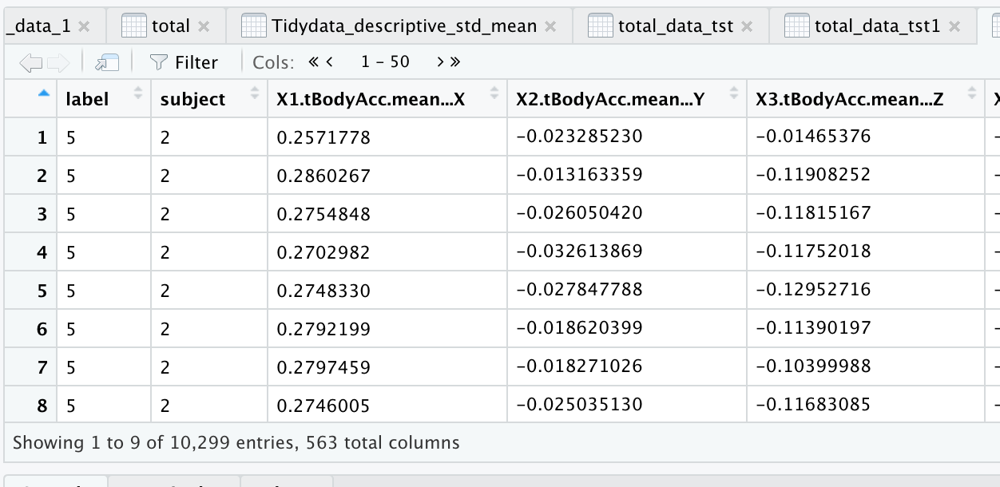 _data_1 total Tidydata_descriptive_std_mean total_data_tst total_data_tst1
Filter Cols: « ‹ 1 – 50 › »
label subject X1.tBodyAcc.mean...X X2.tBodyAcc.mean...Y X3.tBodyAcc.mean...Z
1 5 2 0.2571778 −0.023285230 −0.01465376
2 5 2 0.2860267 −0.013163359 −0.11908252
3 5 2 0.2754848 −0.026050420 −0.11815167
4 5 2 0.2702982 −0.032613869 −0.11752018
5 5 2 0.2748330 −0.027847788 −0.12952716
6 5 2 0.2792199 −0.018620399 −0.11390197
7 5 2 0.2797459 −0.018271026 −0.10399988
8 5 2 0.2746005 −0.025035130 −0.11683085
Showing 1 to 9 of 10,299 entries, 563 total columns